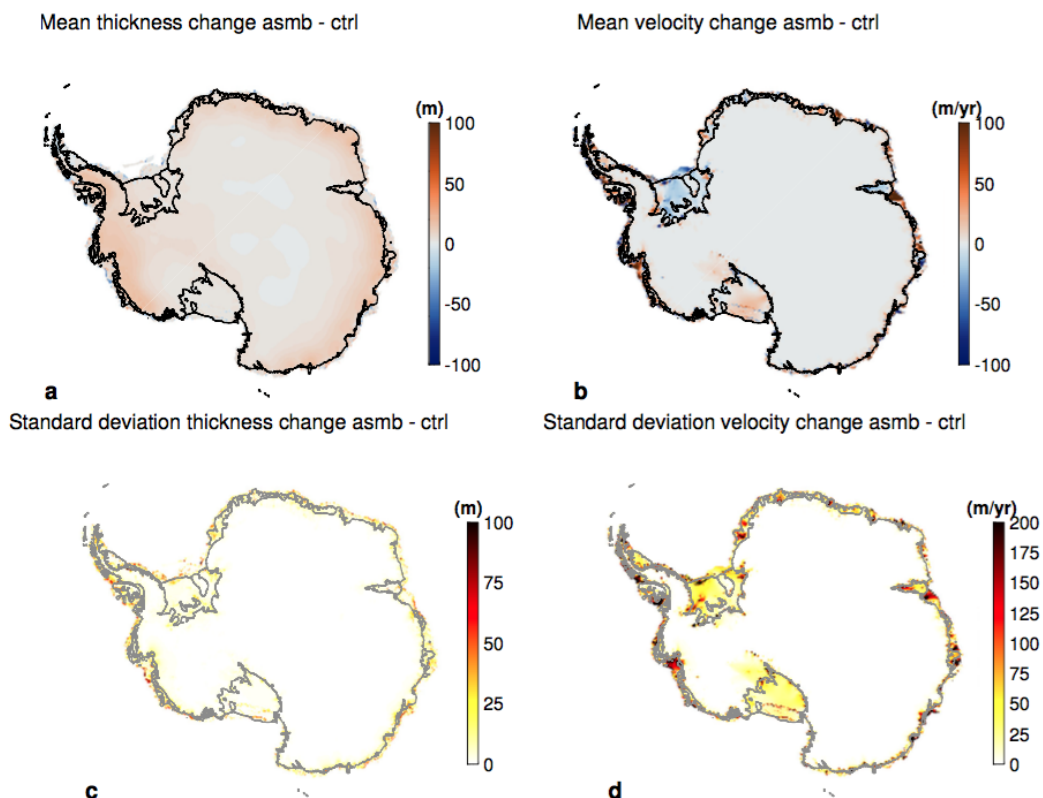 Mean thickness change asmb - ctrl
Mean velocity change asmb - ctrl
(m)
100
50
0
-50
-100
a
(m/yr)
100
50
0
-50
-100
b
Standard deviation thickness change asmb - ctrl
Standard deviation velocity change asmb - ctrl
(m)
100
75
50
25
0
c
(m/yr)
200
175
150
125
100
75
50
25
0
d